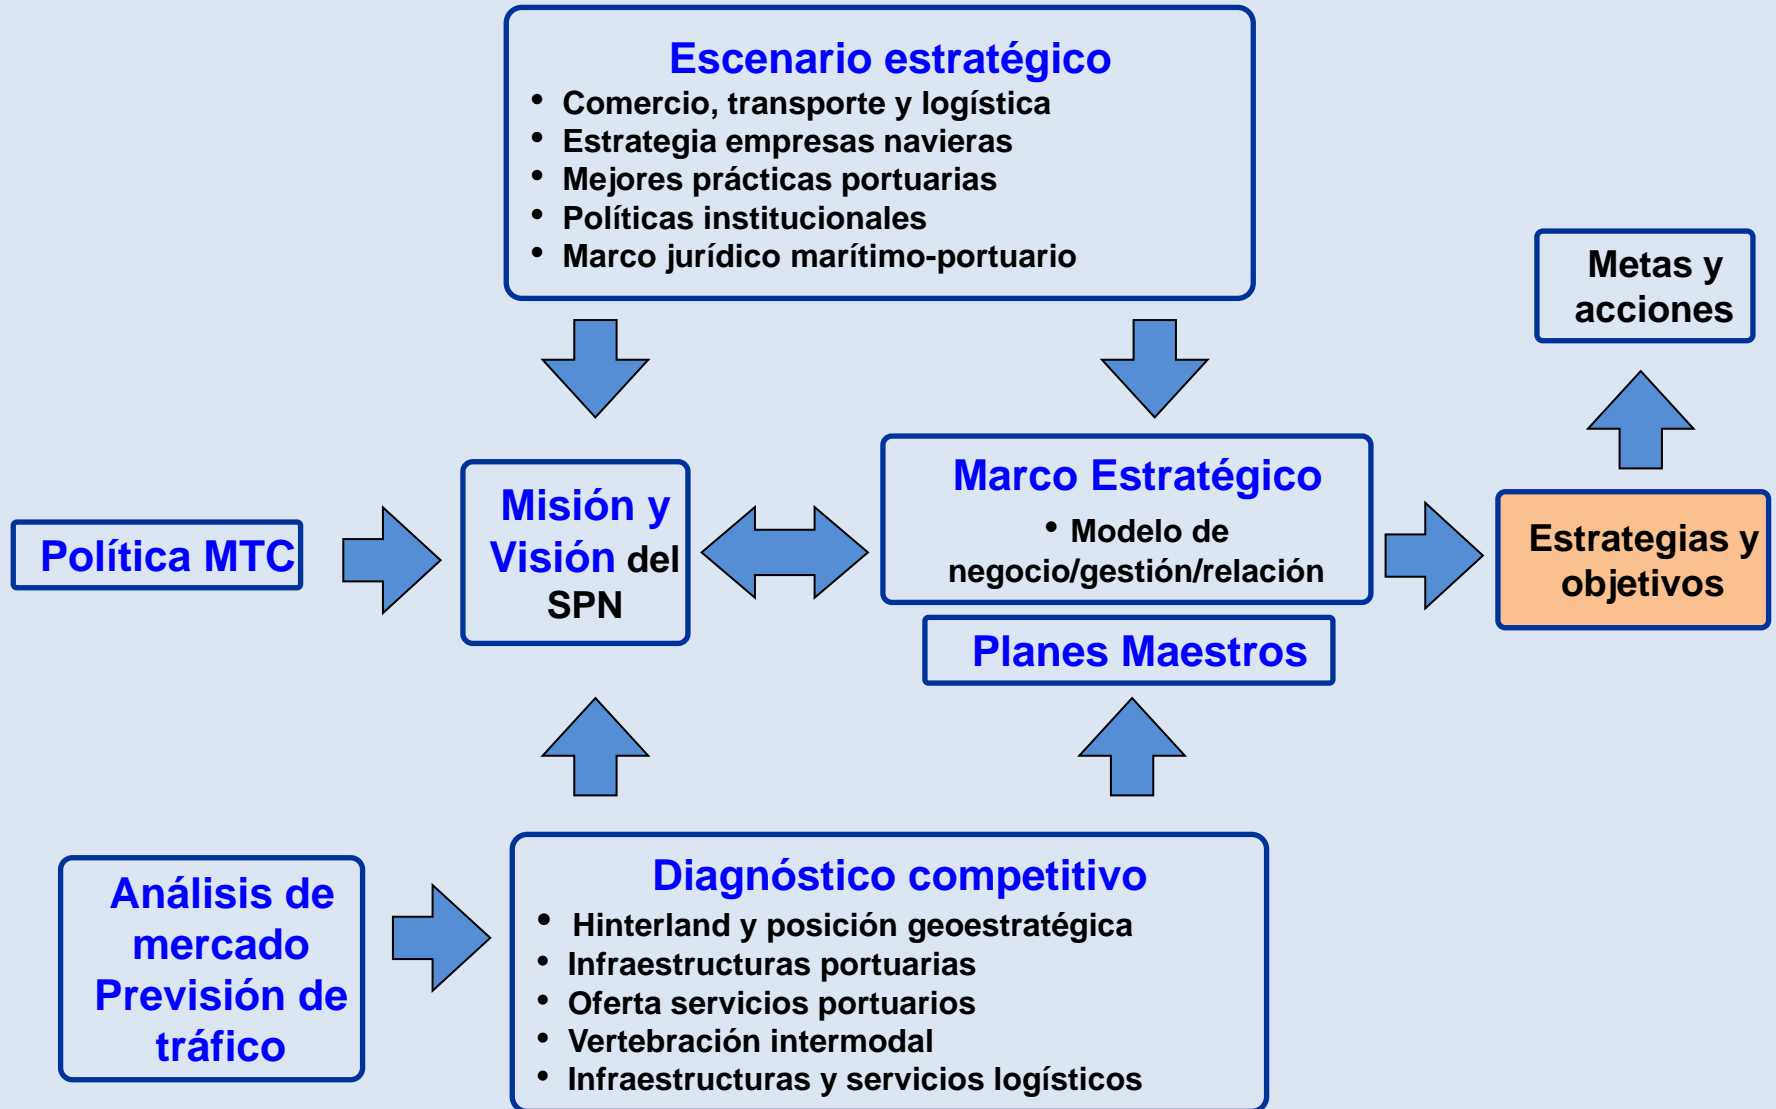 Escenario estratégico
• Comercio, transporte y logística
• Estrategia empresas navieras
• Mejores prácticas portuarias
• Políticas institucionales
• Marco jurídico marítimo-portuario
Metas y
acciones
Política MTC
Misión y
Visión del
SPN
Marco Estratégico
• Modelo de
negocio/gestión/relación
Planes Maestros
Estrategias y
objetivos
Análisis de
mercado
Previsión de
tráfico
Diagnóstico competitivo
• Hinterland y posición geoestratégica
• Infraestructuras portuarias
• Oferta servicios portuarios
• Vertebración intermodal
• Infraestructuras y servicios logísticos